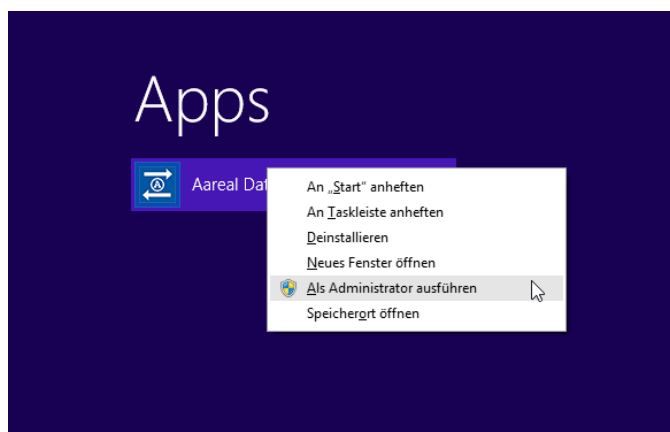 Apps
Aareal Dat
An „Start“ anheften
An Taskleiste anheften
Deinstallieren
Neues Fenster öffnen
Als Administrator ausführen
Speicherort öffnen